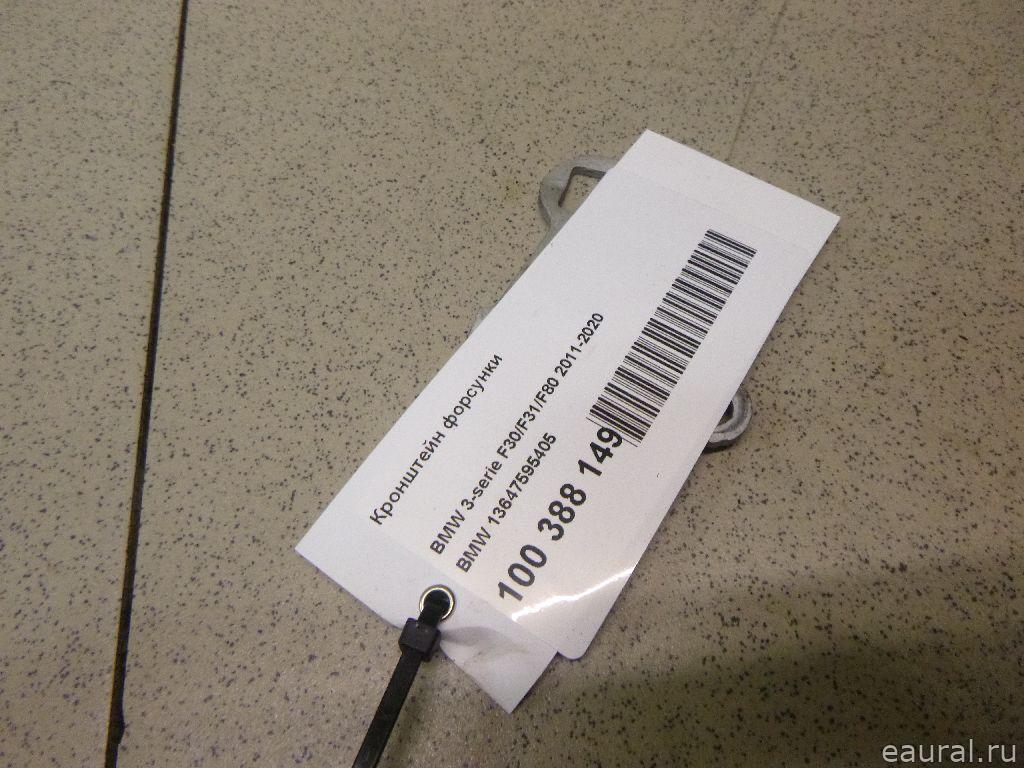 Кронштейн форсунки
BMW 3-serie F30/F31/F80 2011-2020
BMW 13647595405
100 388 149
eaural.ru